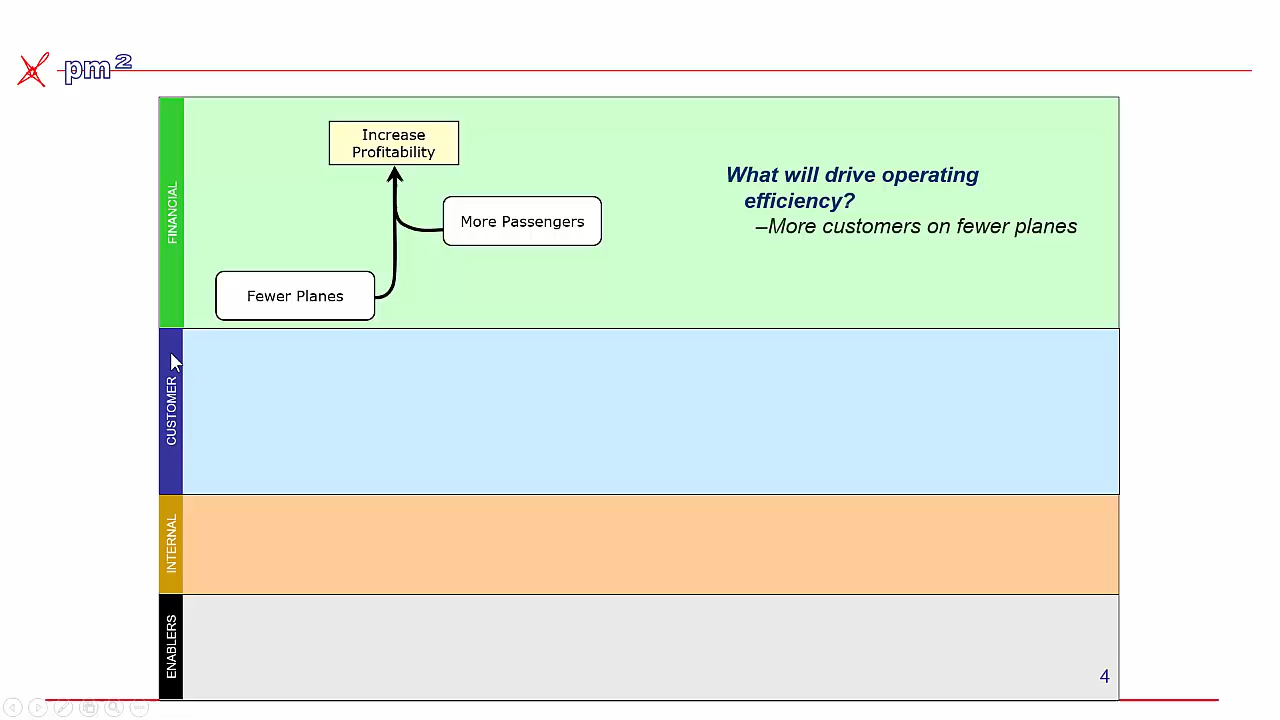 pm²
FINANCIAL
Increase
Profitability
More Passengers
Fewer Planes
What will drive operating
efficiency?
–More customers on fewer planes
CUSTOMER
INTERNAL
ENABLERS
4